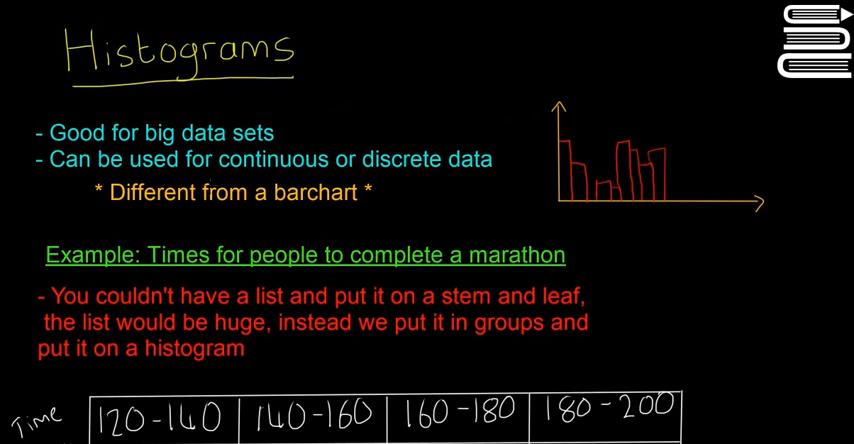 Histograms
- Good for big data sets
- Can be used for continuous or discrete data
* Different from a barchart *
Example: Times for people to complete a marathon
- You couldn't have a list and put it on a stem and leaf,
the list would be huge, instead we put it in groups and
put it on a histogram
Time 120-140 140-160 160-180 180-200